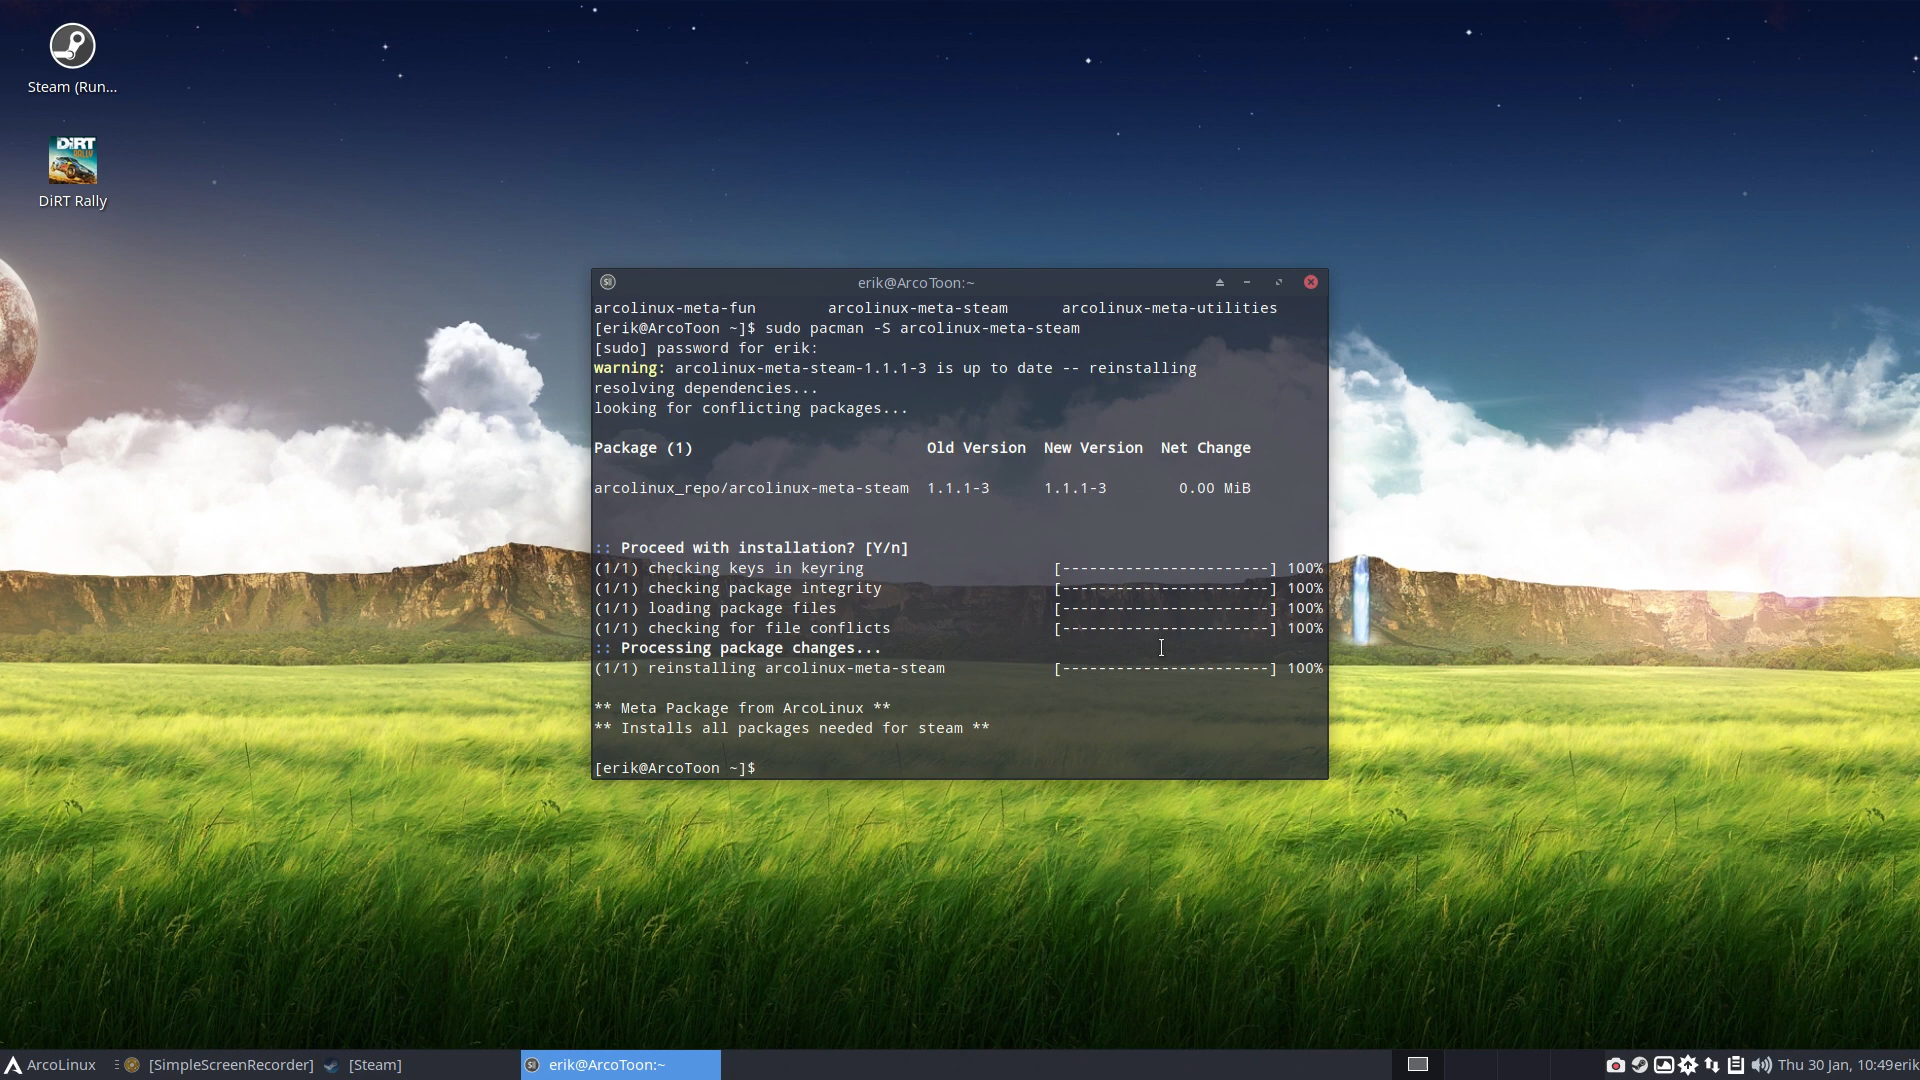 Steam (Run...
DiRT RALLY
DiRT Rally
erik@ArcoToon:~
arcolinux-meta-fun arcolinux-meta-steam arcolinux-meta-utilities
[erik@ArcoToon ~]$ sudo pacman -S arcolinux-meta-steam
[sudo] password for erik:
warning: arcolinux-meta-steam-1.1.1-3 is up to date -- reinstalling
resolving dependencies...
looking for conflicting packages...
Package (1) Old Version New Version Net Change
arcolinux_repo/arcolinux-meta-steam 1.1.1-3 1.1.1-3 0.00 MiB
:: Proceed with installation? [Y/n]
(1/1) checking keys in keyring [-----------------------] 100%
(1/1) checking package integrity [-----------------------] 100%
(1/1) loading package files [-----------------------] 100%
(1/1) checking for file conflicts [-----------------------] 100%
:: Processing package changes...
(1/1) reinstalling arcolinux-meta-steam [-----------------------] 100%
** Meta Package from ArcoLinux **
** Installs all packages needed for steam **
[erik@ArcoToon ~]$
ArcoLinux [SimpleScreenRecorder] [Steam] erik@ArcoToon:~ Thu 30 Jan, 10:49 erik